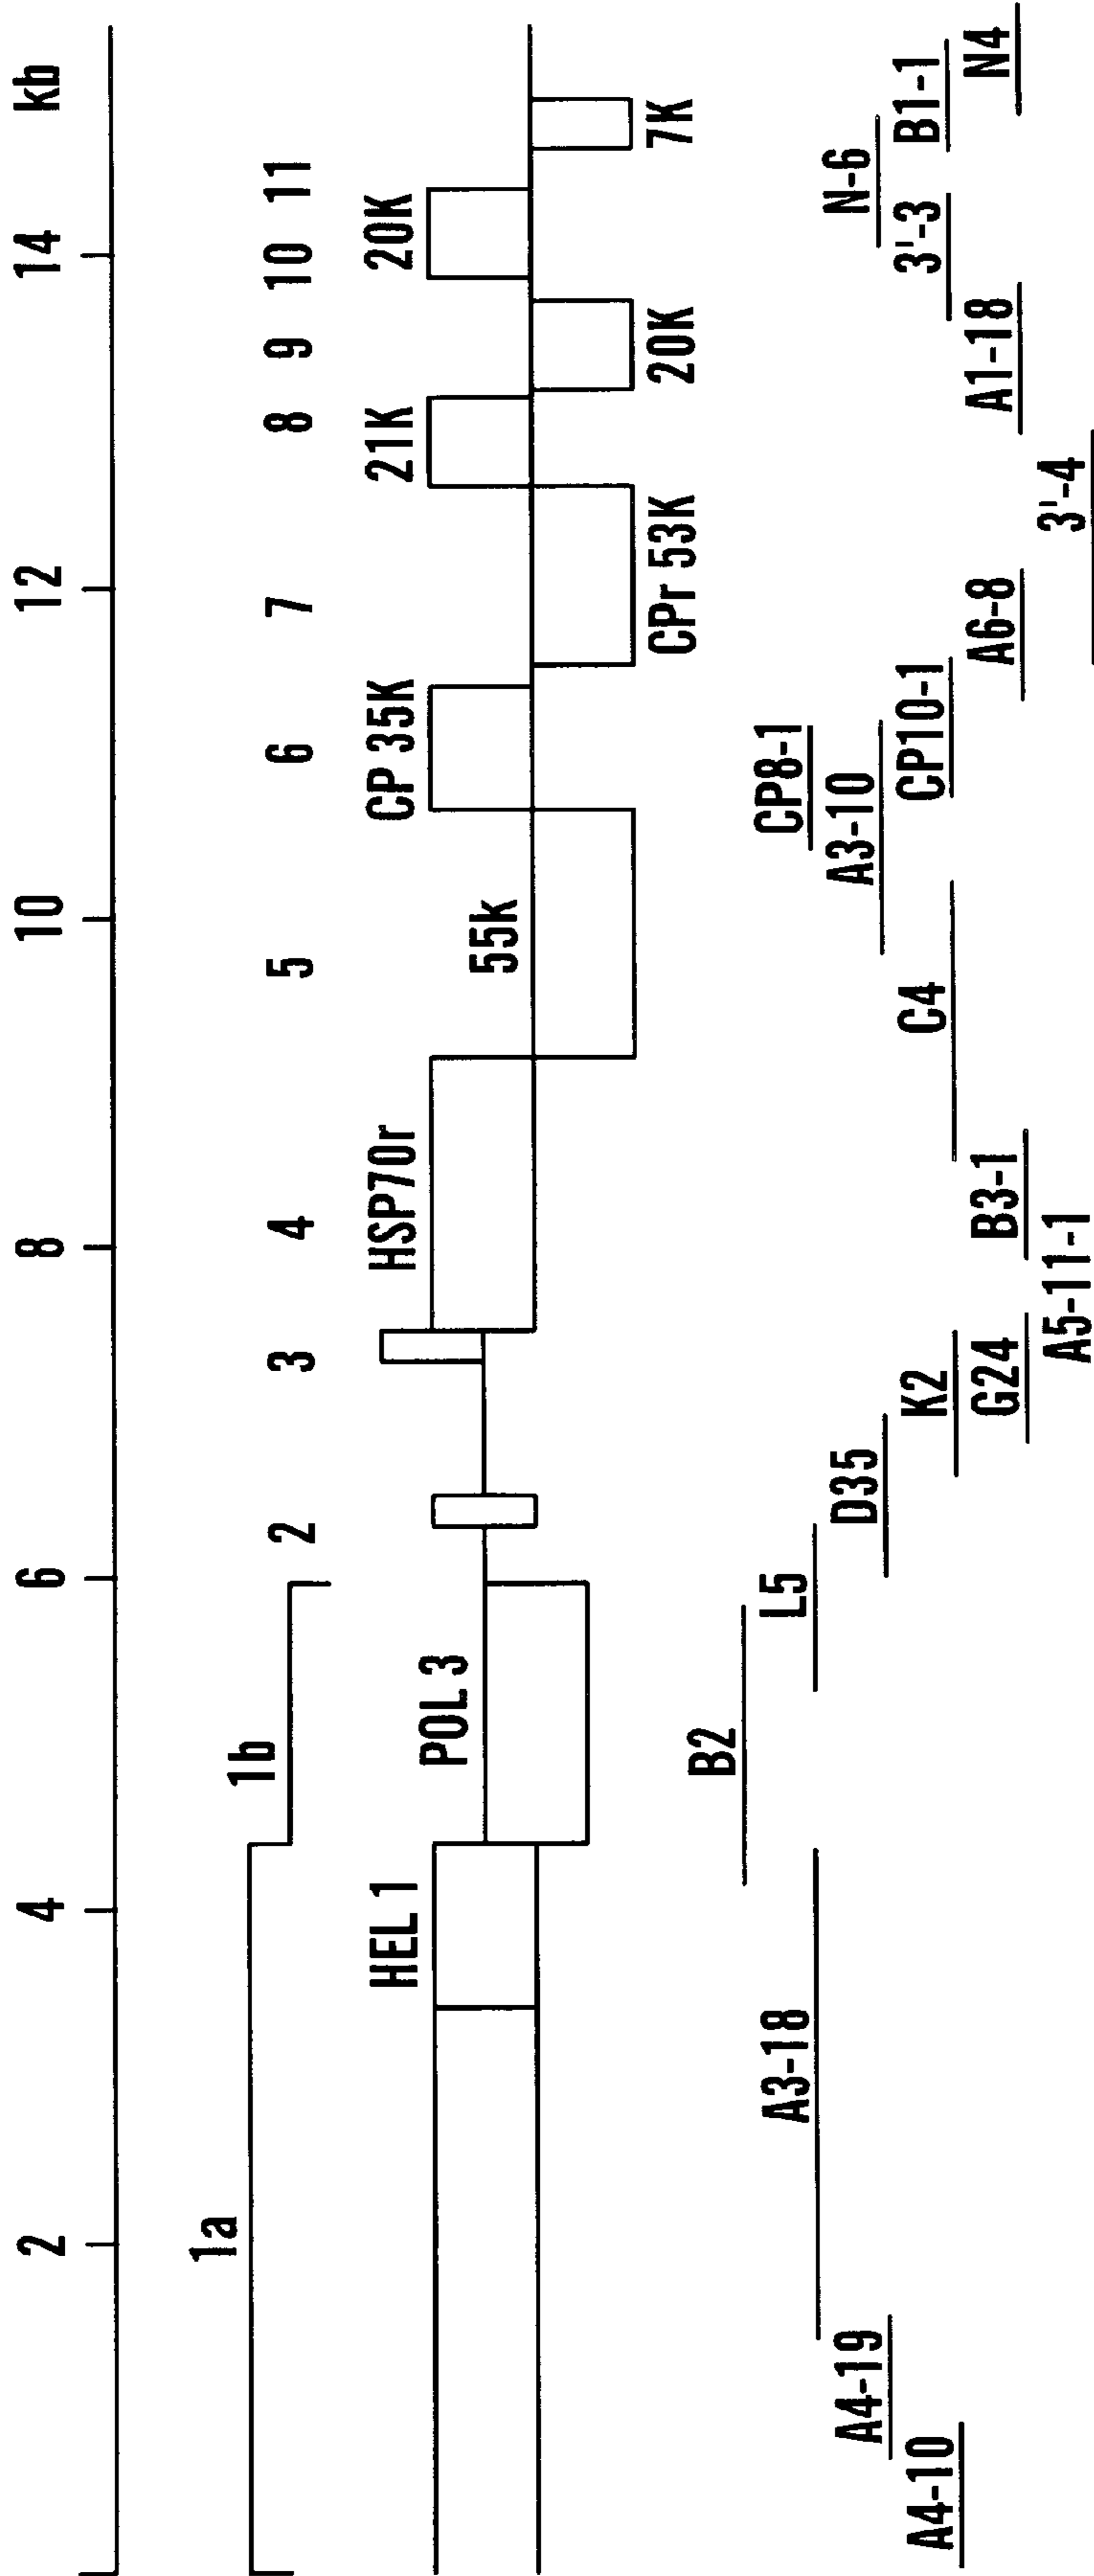 2 4 6 8 10 12 14 kb
1a
1b 2 3 4 5 6 7 8 9 10 11
HEL 1 HSP70r CP 35K 21K 20K
POL 3 55k
CPr 53K 20K 7K
B2
A3-18 L5 CP8-1
A4-19 D35 A3-10 N-6
A4-10 K2 C4 CP10-1 3'-3 B1-1
G24 B3-1 A6-8 A1-18 N4
A5-11-1 3'-4